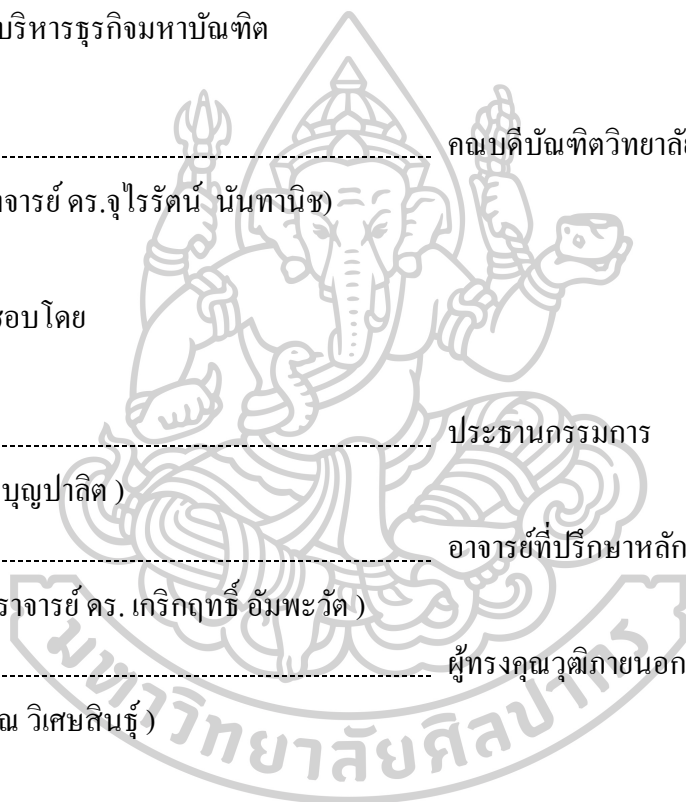 บริหารธุรกิจมหาบัณฑิต
คณบดีบัณฑิตวิทยาลัย
าจารย์ ดร.จุไรรัตน์ นันทานิช)
สอบโดย
ประธานกรรมการ
บุญปาลิต )
อาจารย์ที่ปรึกษาหลัก
ราจารย์ ดร. เกริกฤทธิ์ อัมพะวัต )
ผู้ทรงคุณวุฒิภายนอก
ณ วิเศษสินธุ์ )
มหาวิทยาลัยศิลปากร